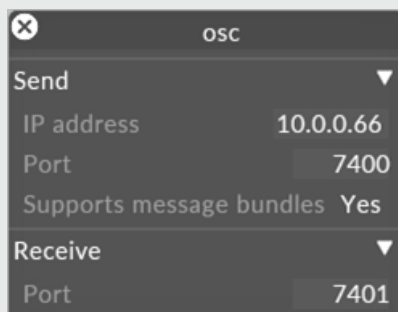 osc
Send
IP address 10.0.0.66
Port 7400
Supports message bundles Yes
Receive
Port 7401